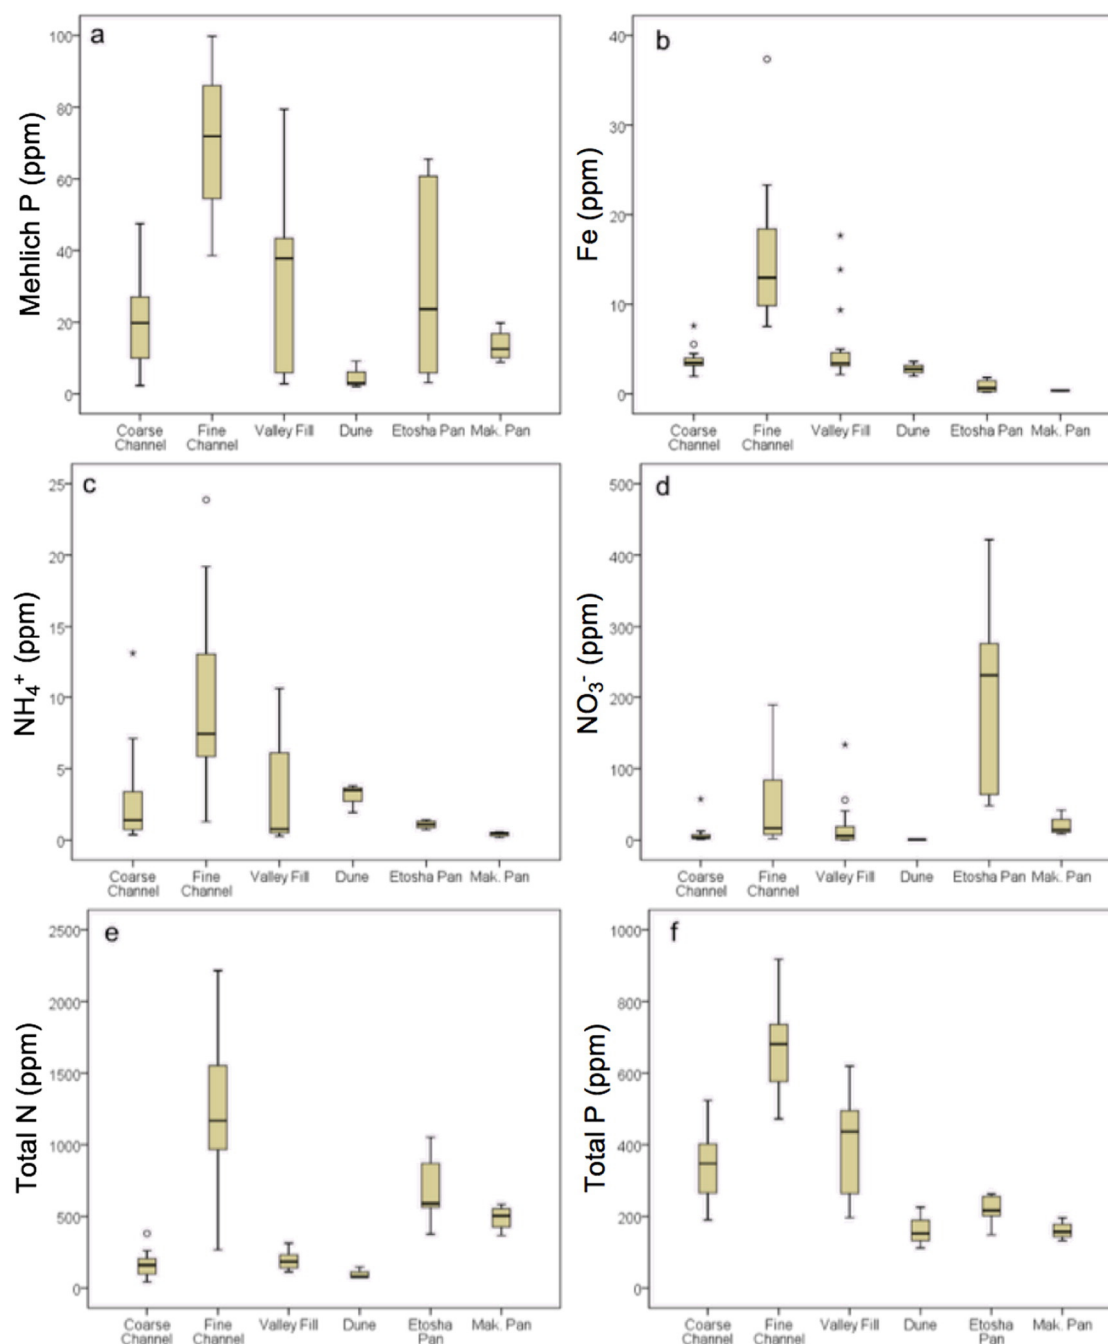 a
Mehlich P (ppm)
100
80
60
40
20
0
Coarse Channel
Fine Channel
Valley Fill
Dune
Etosha Pan
Mak. Pan
b
Fe (ppm)
40
30
20
10
0
Coarse Channel
Fine Channel
Valley Fill
Dune
Etosha Pan
Mak. Pan
c
NH₄⁺ (ppm)
25
20
15
10
5
0
Coarse Channel
Fine Channel
Valley Fill
Dune
Etosha Pan
Mak. Pan
d
NO₃⁻ (ppm)
500
400
300
200
100
0
Coarse Channel
Fine Channel
Valley Fill
Dune
Etosha Pan
Mak. Pan
e
Total N (ppm)
2500
2000
1500
1000
500
0
Coarse Channel
Fine Channel
Valley Fill
Dune
Etosha Pan
Mak. Pan
f
Total P (ppm)
1000
800
600
400
200
0
Coarse Channel
Fine Channel
Valley Fill
Dune
Etosha Pan
Mak. Pan